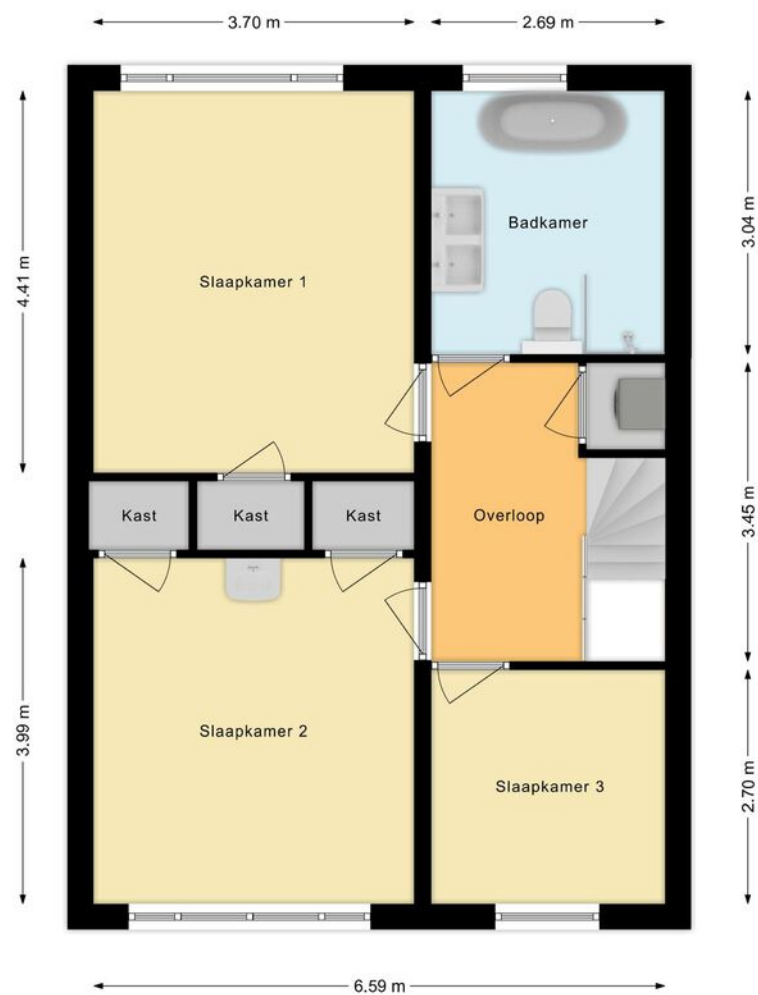 3.70 m
2.69 m
4.41 m
3.04 m
Badkamer
Slaapkamer 1
Kast
Kast
Kast
Overloop
3.45 m
3.99 m
Slaapkamer 2
Slaapkamer 3
2.70 m
6.59 m